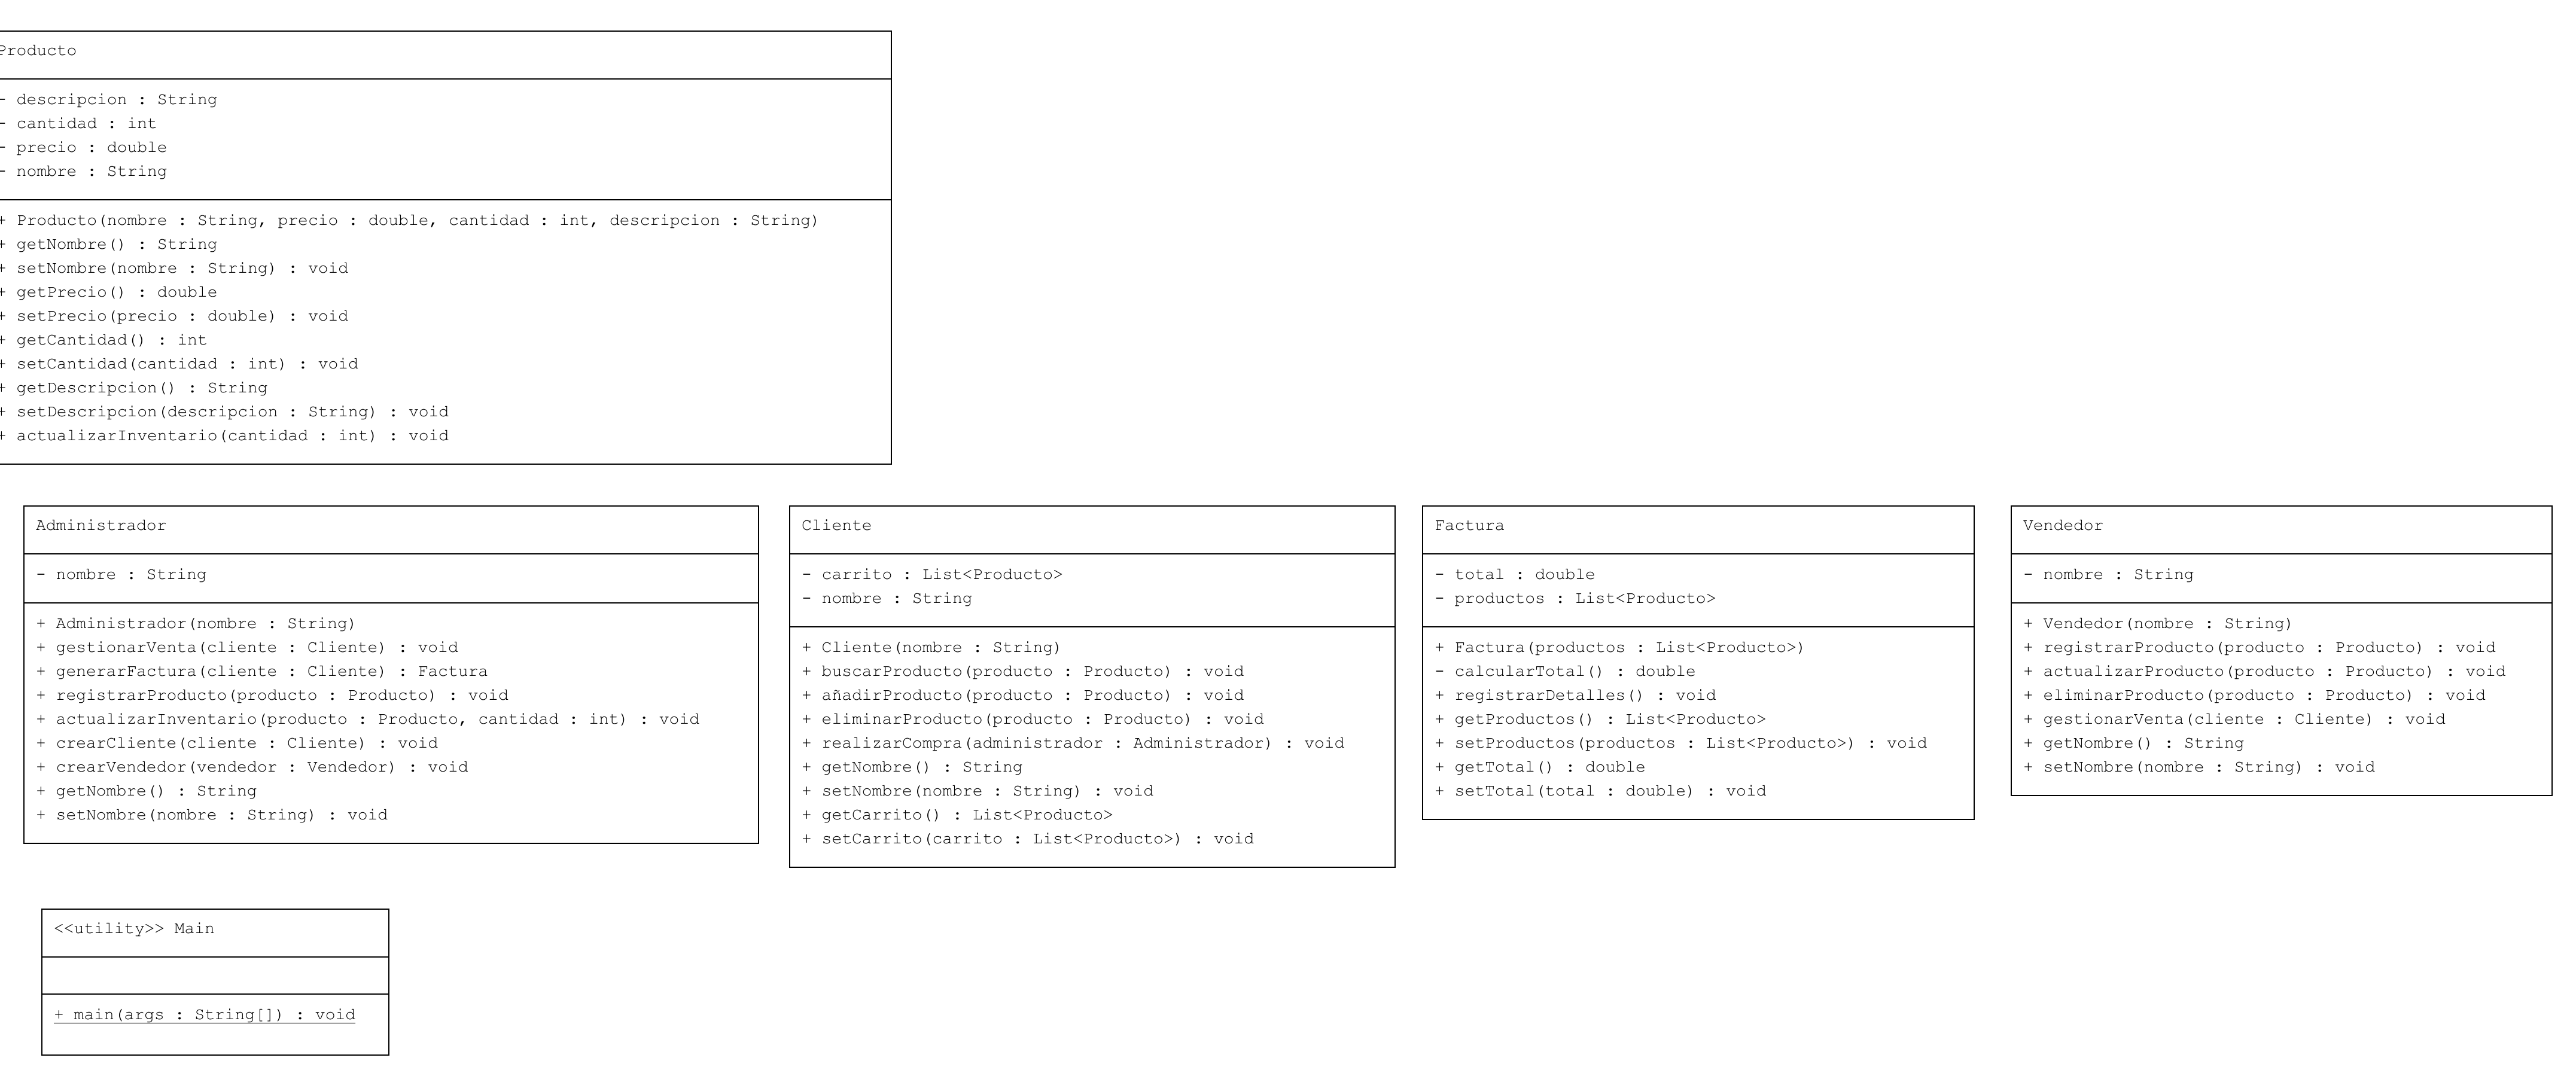 Producto
- descripcion : String
- cantidad : int
- precio : double
- nombre : String
+ Producto(nombre : String, precio : double, cantidad : int, descripcion : String)
+ getNombre() : String
+ setNombre(nombre : String) : void
+ getPrecio() : double
+ setPrecio(precio : double) : void
+ getCantidad() : int
+ setCantidad(cantidad : int) : void
+ getDescripcion() : String
+ setDescripcion(descripcion : String) : void
+ actualizarInventario(cantidad : int) : void
Administrador
- nombre : String
+ Administrador(nombre : String)
+ gestionarVenta(cliente : Cliente) : void
+ generarFactura(cliente : Cliente) : Factura
+ registrarProducto(producto : Producto) : void
+ actualizarInventario(producto : Producto, cantidad : int) : void
+ crearCliente(cliente : Cliente) : void
+ crearVendedor(vendedor : Vendedor) : void
+ getNombre() : String
+ setNombre(nombre : String) : void
Cliente
- carrito : List<Producto>
- nombre : String
+ Cliente(nombre : String)
+ buscarProducto(producto : Producto) : void
+ añadirProducto(producto : Producto) : void
+ eliminarProducto(producto : Producto) : void
+ realizarCompra(administrador : Administrador) : void
+ getNombre() : String
+ setNombre(nombre : String) : void
+ getCarrito() : List<Producto>
+ setCarrito(carrito : List<Producto>) : void
Factura
- total : double
- productos : List<Producto>
+ Factura(productos : List<Producto>)
- calcularTotal() : double
+ registrarDetalles() : void
+ getProductos() : List<Producto>
+ setProductos(productos : List<Producto>) : void
+ getTotal() : double
+ setTotal(total : double) : void
Vendedor
- nombre : String
+ Vendedor(nombre : String)
+ registrarProducto(producto : Producto) : void
+ actualizarProducto(producto : Producto) : void
+ eliminarProducto(producto : Producto) : void
+ gestionarVenta(cliente : Cliente) : void
+ getNombre() : String
+ setNombre(nombre : String) : void
<<utility>> Main
+ main(args : String[]) : void